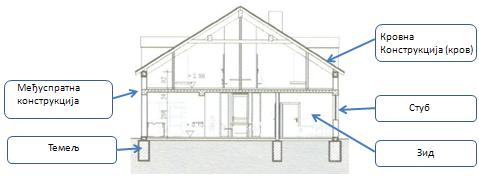 Кровна
Конструкција (кров)
Међуспратна
конструкција
Стуб
Темељ
Зид